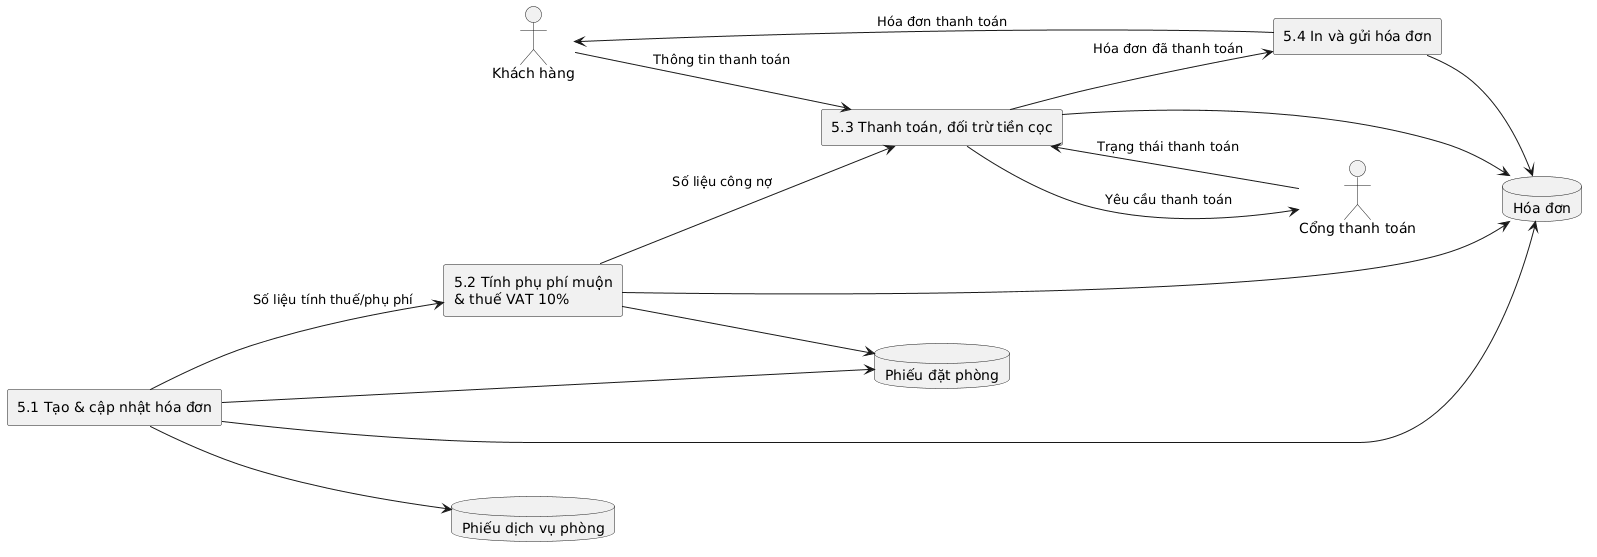 Hóa đơn thanh toán
5.4 In và gửi hóa đơn
Hóa đơn đã thanh toán
Khách hàng
Thông tin thanh toán
5.3 Thanh toán, đối trừ tiền cọc
Trạng thái thanh toán
Số liệu công nợ
Yêu cầu thanh toán
Hóa đơn
Cổng thanh toán
5.2 Tính phụ phí muộn
& thuế VAT 10%
Số liệu tính thuế/phụ phí
Phiếu đặt phòng
5.1 Tạo & cập nhật hóa đơn
Phiếu dịch vụ phòng